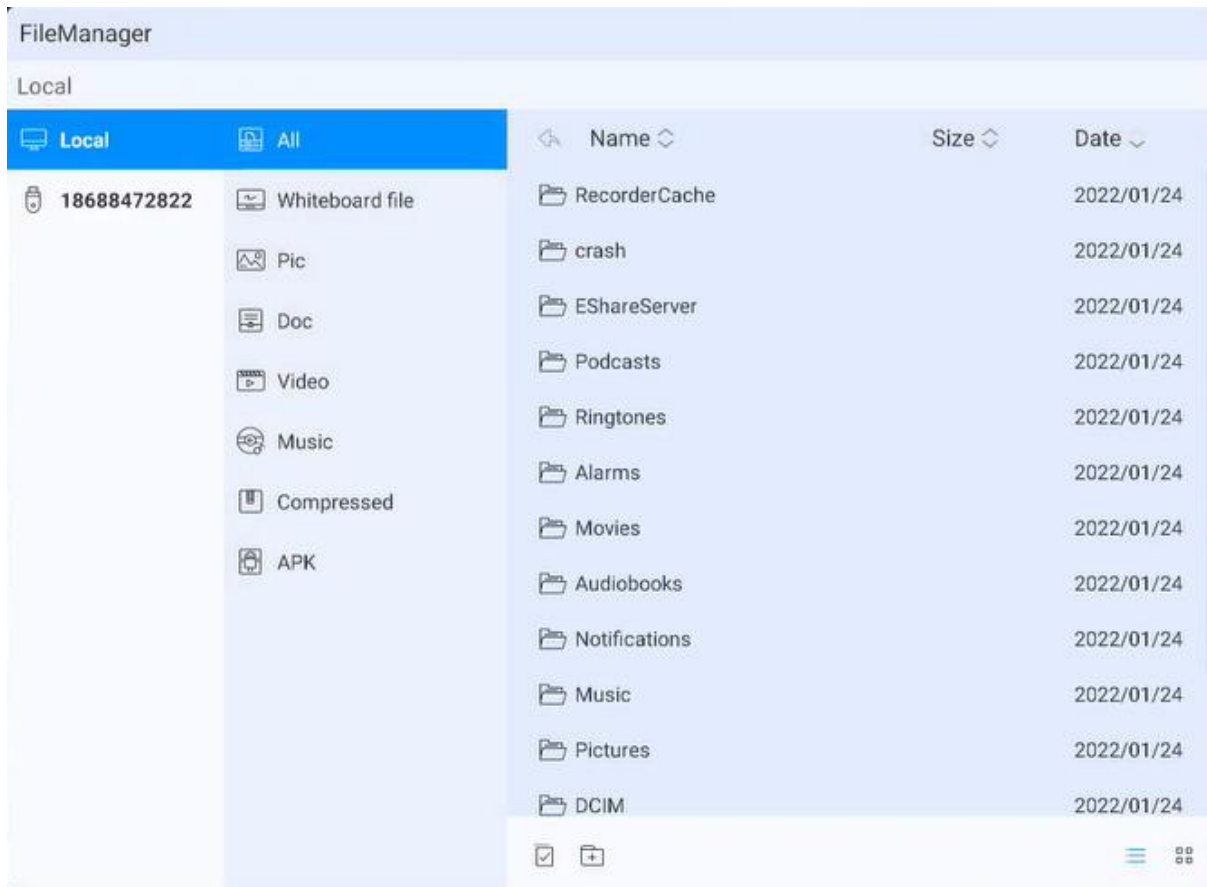 FileManager
Local
Local
18688472822
All
Whiteboard file
Pic
Doc
Video
Music
Compressed
APK
Name Size Date
RecorderCache 2022/01/24
crash 2022/01/24
EShareServer 2022/01/24
Podcasts 2022/01/24
Ringtones 2022/01/24
Alarms 2022/01/24
Movies 2022/01/24
Audiobooks 2022/01/24
Notifications 2022/01/24
Music 2022/01/24
Pictures 2022/01/24
DCIM 2022/01/24